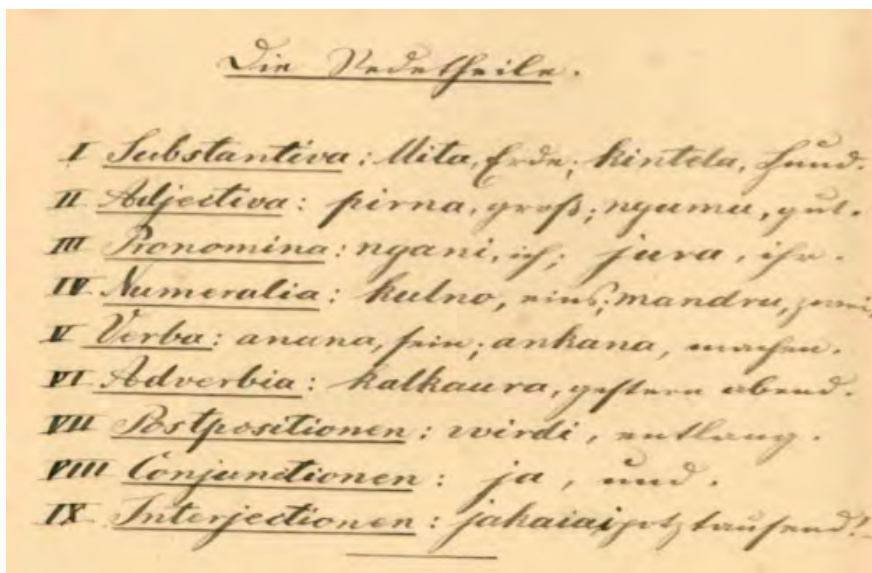 Die Redetheile.
I Substantiva: Mita, Erde; kintela, Hund.
II Adjectiva: pirna, groß; ngumu, gut.
III Pronomina: ngani, ich; jura, ihr.
IV Numeralia: kulno, eins; mandru, zwei,
V Verba: anana, sein; ankana, machen.
VI Adverbia: kalkaura, gestern abend.
VII Postpositionen: wirdi, entlang.
VIII Conjunctionen: ja, und.
IX Interjectionen: jakaiai, potztausend!